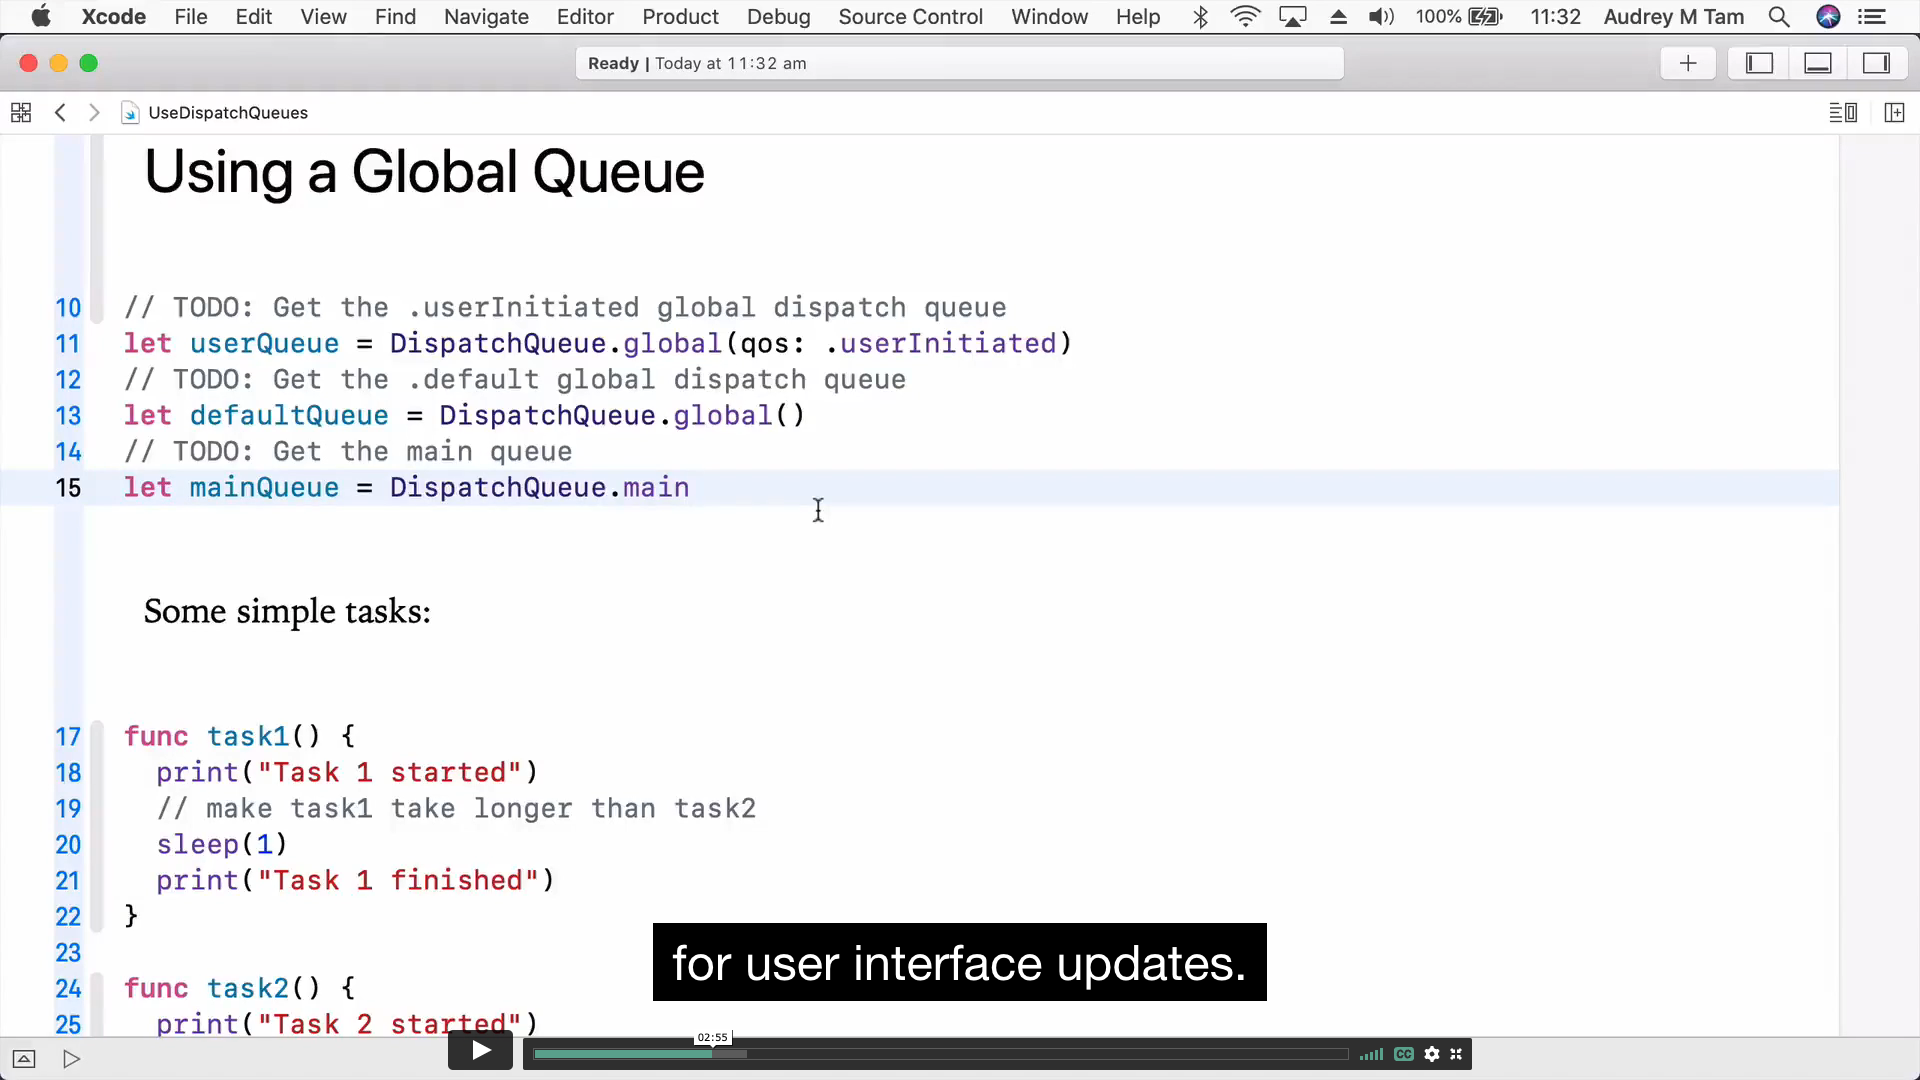 Xcode File Edit View Find Navigate Editor Product Debug Source Control Window Help 100% 11:32 Audrey M Tam
Ready | Today at 11:32 am
UseDispatchQueues
Using a Global Queue
10 // TODO: Get the .userInitiated global dispatch queue
11 let userQueue = DispatchQueue.global(qos: .userInitiated)
12 // TODO: Get the .default global dispatch queue
13 let defaultQueue = DispatchQueue.global()
14 // TODO: Get the main queue
15 let mainQueue = DispatchQueue.main
Some simple tasks:
17 func task1() {
18 print("Task 1 started")
19 // make task1 take longer than task2
20 sleep(1)
21 print("Task 1 finished")
22 }
23
24 func task2() {
25 print("Task 2 started")
for user interface updates.
02:55
CC